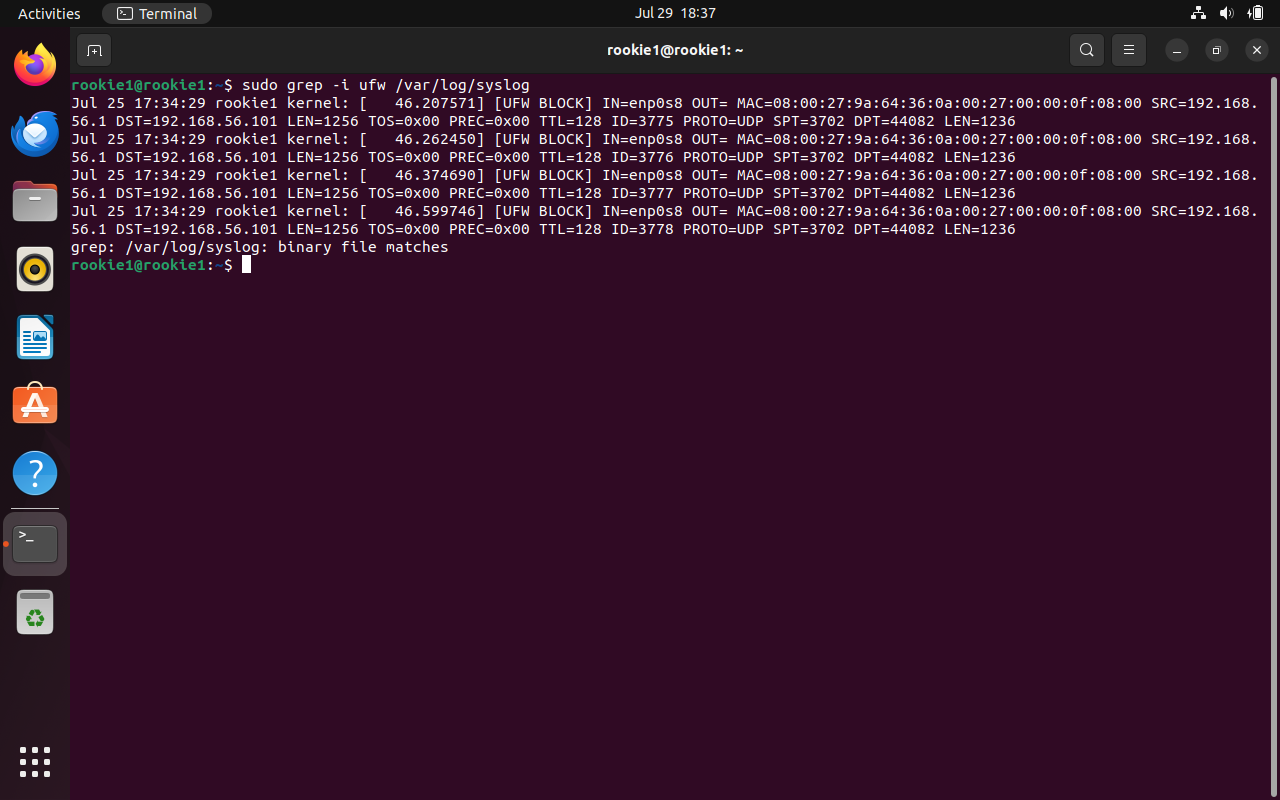 Activities Terminal Jul 29 18:37
rookie1@rookie1: ~
rookie1@rookie1:~$ sudo grep -i ufw /var/log/syslog
Jul 25 17:34:29 rookie1 kernel: [   46.207571] [UFW BLOCK] IN=enp0s8 OUT= MAC=08:00:27:9a:64:36:0a:00:27:00:00:0f:08:00 SRC=192.168.
56.1 DST=192.168.56.101 LEN=1256 TOS=0x00 PREC=0x00 TTL=128 ID=3775 PROTO=UDP SPT=3702 DPT=44082 LEN=1236
Jul 25 17:34:29 rookie1 kernel: [   46.262450] [UFW BLOCK] IN=enp0s8 OUT= MAC=08:00:27:9a:64:36:0a:00:27:00:00:0f:08:00 SRC=192.168.
56.1 DST=192.168.56.101 LEN=1256 TOS=0x00 PREC=0x00 TTL=128 ID=3776 PROTO=UDP SPT=3702 DPT=44082 LEN=1236
Jul 25 17:34:29 rookie1 kernel: [   46.374690] [UFW BLOCK] IN=enp0s8 OUT= MAC=08:00:27:9a:64:36:0a:00:27:00:00:0f:08:00 SRC=192.168.
56.1 DST=192.168.56.101 LEN=1256 TOS=0x00 PREC=0x00 TTL=128 ID=3777 PROTO=UDP SPT=3702 DPT=44082 LEN=1236
Jul 25 17:34:29 rookie1 kernel: [   46.599746] [UFW BLOCK] IN=enp0s8 OUT= MAC=08:00:27:9a:64:36:0a:00:27:00:00:0f:08:00 SRC=192.168.
56.1 DST=192.168.56.101 LEN=1256 TOS=0x00 PREC=0x00 TTL=128 ID=3778 PROTO=UDP SPT=3702 DPT=44082 LEN=1236
grep: /var/log/syslog: binary file matches
rookie1@rookie1:~$